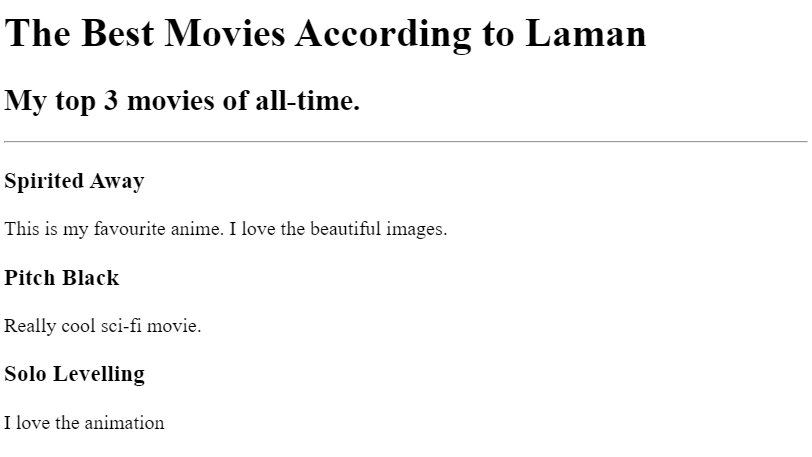 The Best Movies According to Laman
My top 3 movies of all-time.
Spirited Away
This is my favourite anime. I love the beautiful images.
Pitch Black
Really cool sci-fi movie.
Solo Levelling
I love the animation